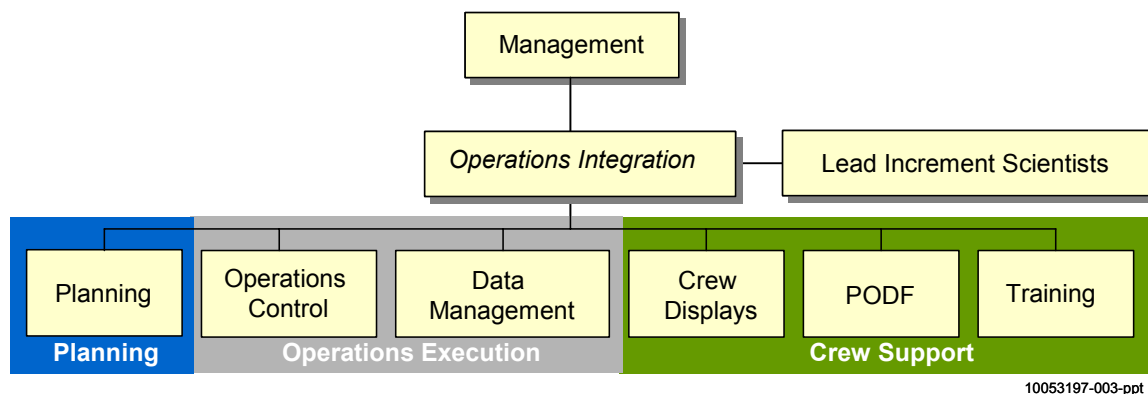 Management
Operations Integration
Lead Increment Scientists
Planning
Operations
Control
Data
Management
Crew
Displays
PODF
Training
Planning
Operations Execution
Crew Support
10053197-003-ppt